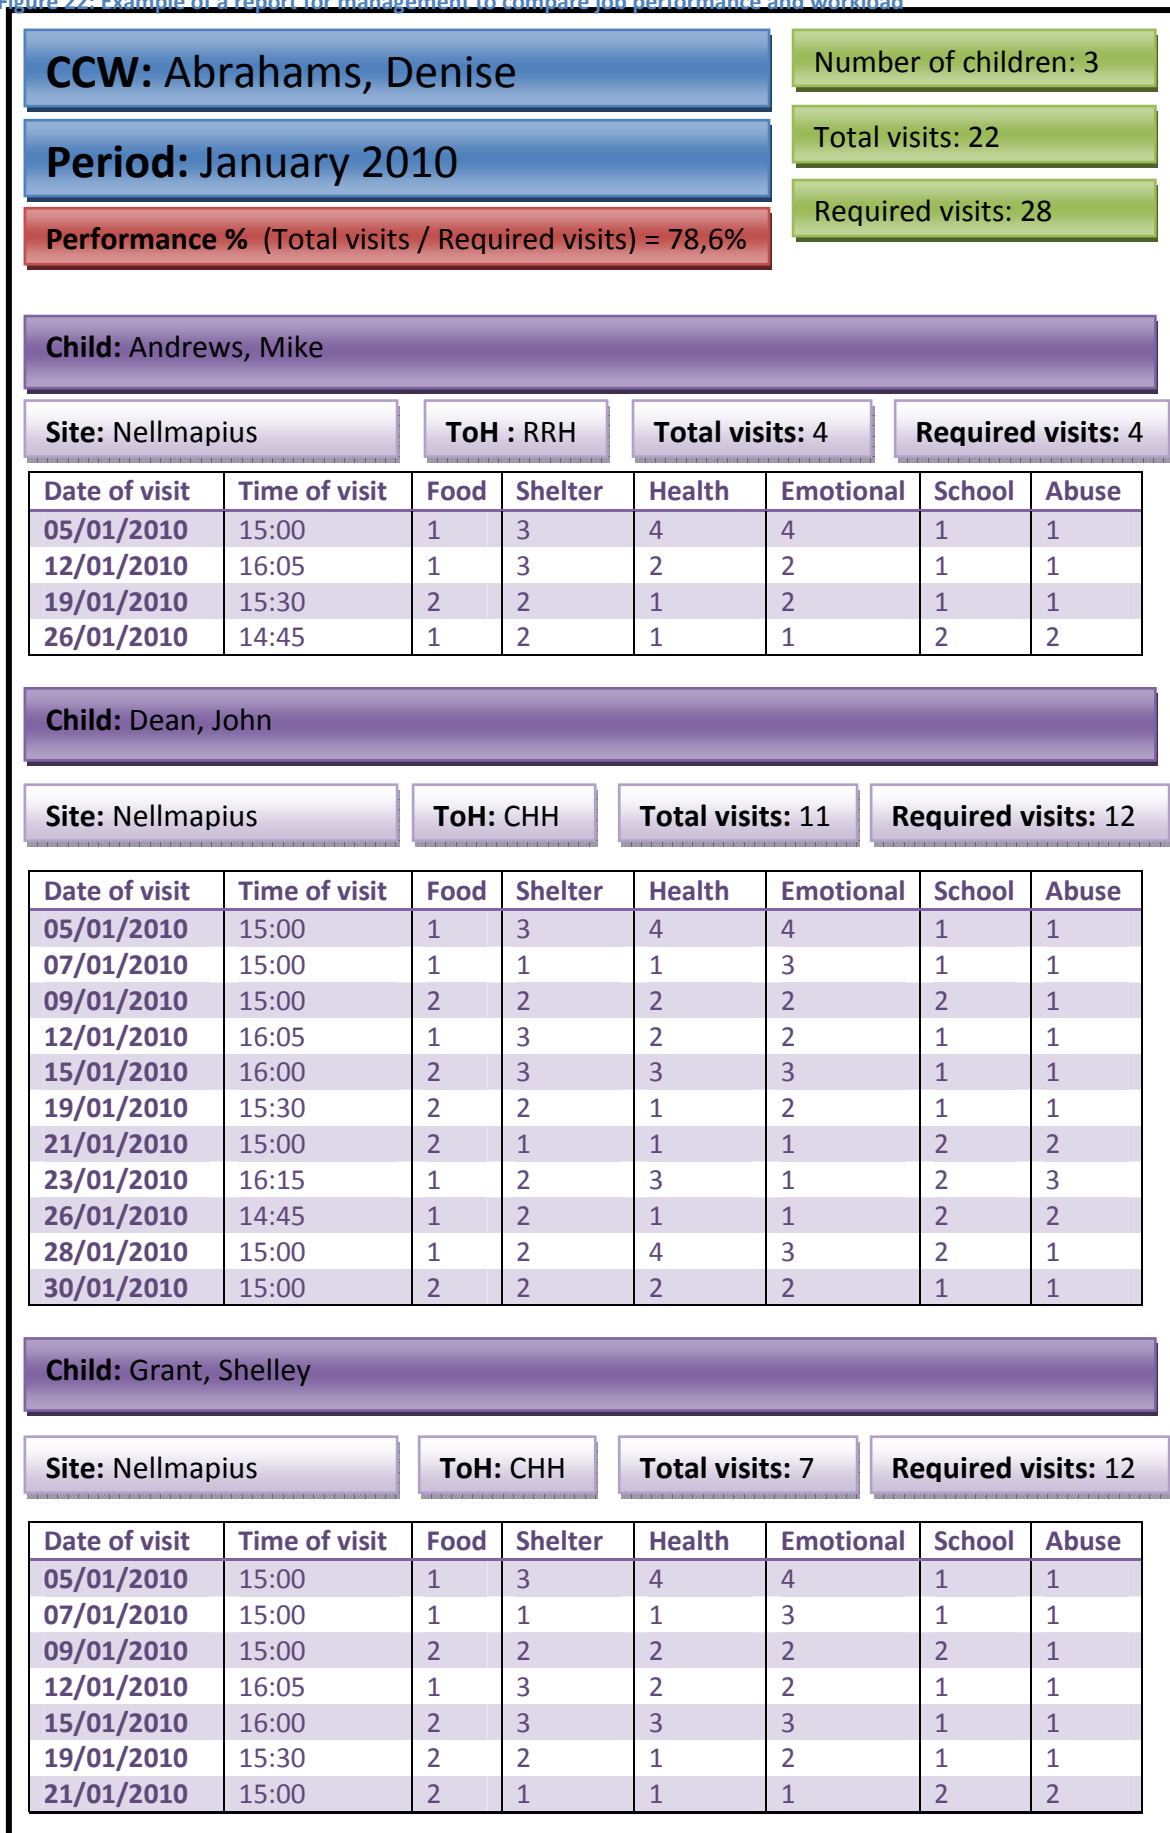 Figure 22: Example of a report for management to compare job performance and workload
CCW: Abrahams, Denise
Number of children: 3
Period: January 2010
Total visits: 22
Required visits: 28
Performance % (Total visits / Required visits) = 78,6%
Child: Andrews, Mike
Site: Nellmapius ToH : RRH Total visits: 4 Required visits: 4
Date of visit Time of visit Food Shelter Health Emotional School Abuse
05/01/2010 15:00 1 3 4 4 1 1
12/01/2010 16:05 1 3 2 2 1 1
19/01/2010 15:30 2 2 1 2 1 1
26/01/2010 14:45 1 2 1 1 2 2
Child: Dean, John
Site: Nellmapius ToH: CHH Total visits: 11 Required visits: 12
Date of visit Time of visit Food Shelter Health Emotional School Abuse
05/01/2010 15:00 1 3 4 4 1 1
07/01/2010 15:00 1 1 1 3 1 1
09/01/2010 15:00 2 2 2 2 2 1
12/01/2010 16:05 1 3 2 2 1 1
15/01/2010 16:00 2 3 3 3 1 1
19/01/2010 15:30 2 2 1 2 1 1
21/01/2010 15:00 2 1 1 1 2 2
23/01/2010 16:15 1 2 3 1 2 3
26/01/2010 14:45 1 2 1 1 2 2
28/01/2010 15:00 1 2 4 3 2 1
30/01/2010 15:00 2 2 2 2 1 1
Child: Grant, Shelley
Site: Nellmapius ToH: CHH Total visits: 7 Required visits: 12
Date of visit Time of visit Food Shelter Health Emotional School Abuse
05/01/2010 15:00 1 3 4 4 1 1
07/01/2010 15:00 1 1 1 3 1 1
09/01/2010 15:00 2 2 2 2 2 1
12/01/2010 16:05 1 3 2 2 1 1
15/01/2010 16:00 2 3 3 3 1 1
19/01/2010 15:30 2 2 1 2 1 1
21/01/2010 15:00 2 1 1 1 2 2